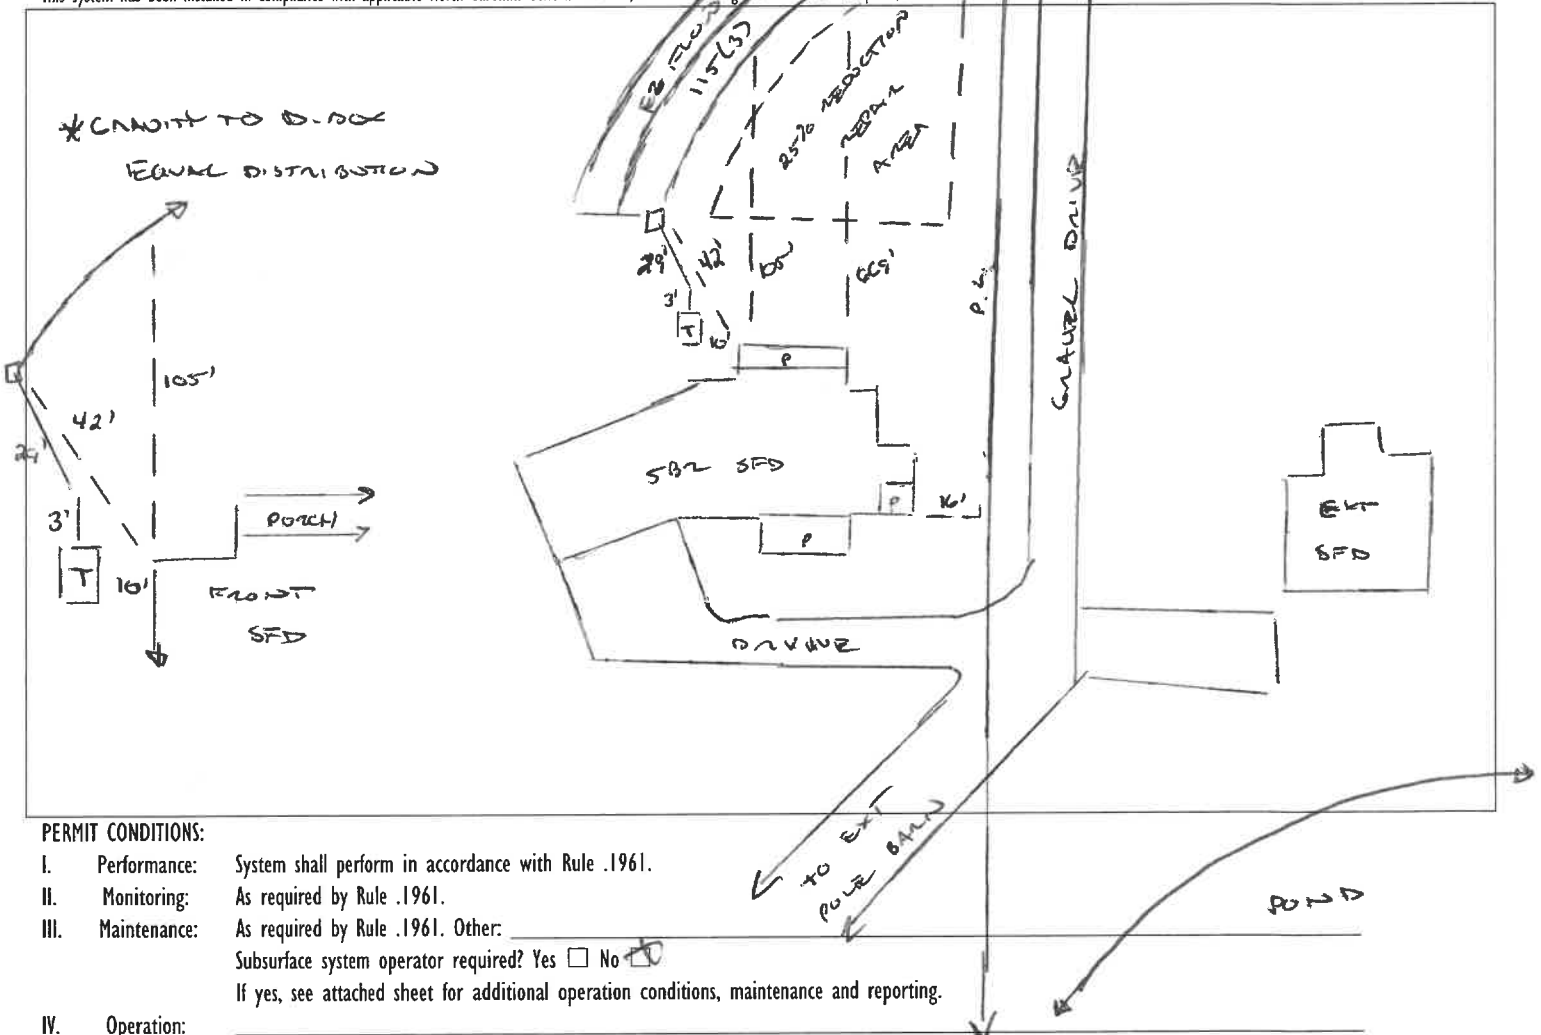 EZ FLOW
115(3)
25% REDUCTION
REPAIR
AREA
*GRAVITY TO D-BOX
EQUAL DISTRIBUTION
29'
42'
105'
3'
T
10'
P
P.L.
GRAVEL DRIVE
105'
42'
29'
3'
T
10'
PORCH
FRONT
SFD
5BR SFD
P
16'
P
EXT
SFD
DRIVE
TO EXT
POLE BARN
POND
PERMIT CONDITIONS:
I. Performance: System shall perform in accordance with Rule .1961.
II. Monitoring: As required by Rule .1961.
III. Maintenance: As required by Rule .1961. Other:
Subsurface system operator required? Yes ☐ No ☒
If yes, see attached sheet for additional operation conditions, maintenance and reporting.
IV. Operation: